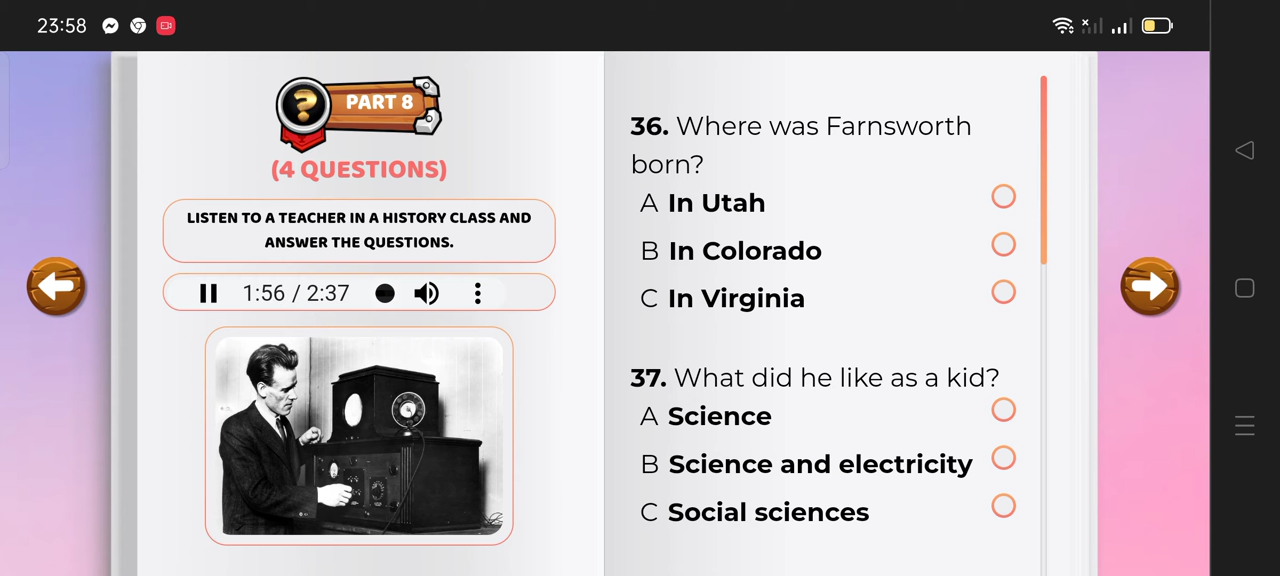 23:58
PART 8
(4 QUESTIONS)
LISTEN TO A TEACHER IN A HISTORY CLASS AND
ANSWER THE QUESTIONS.
1:56 / 2:37
36. Where was Farnsworth
born?
A In Utah
B In Colorado
C In Virginia
37. What did he like as a kid?
A Science
B Science and electricity
C Social sciences